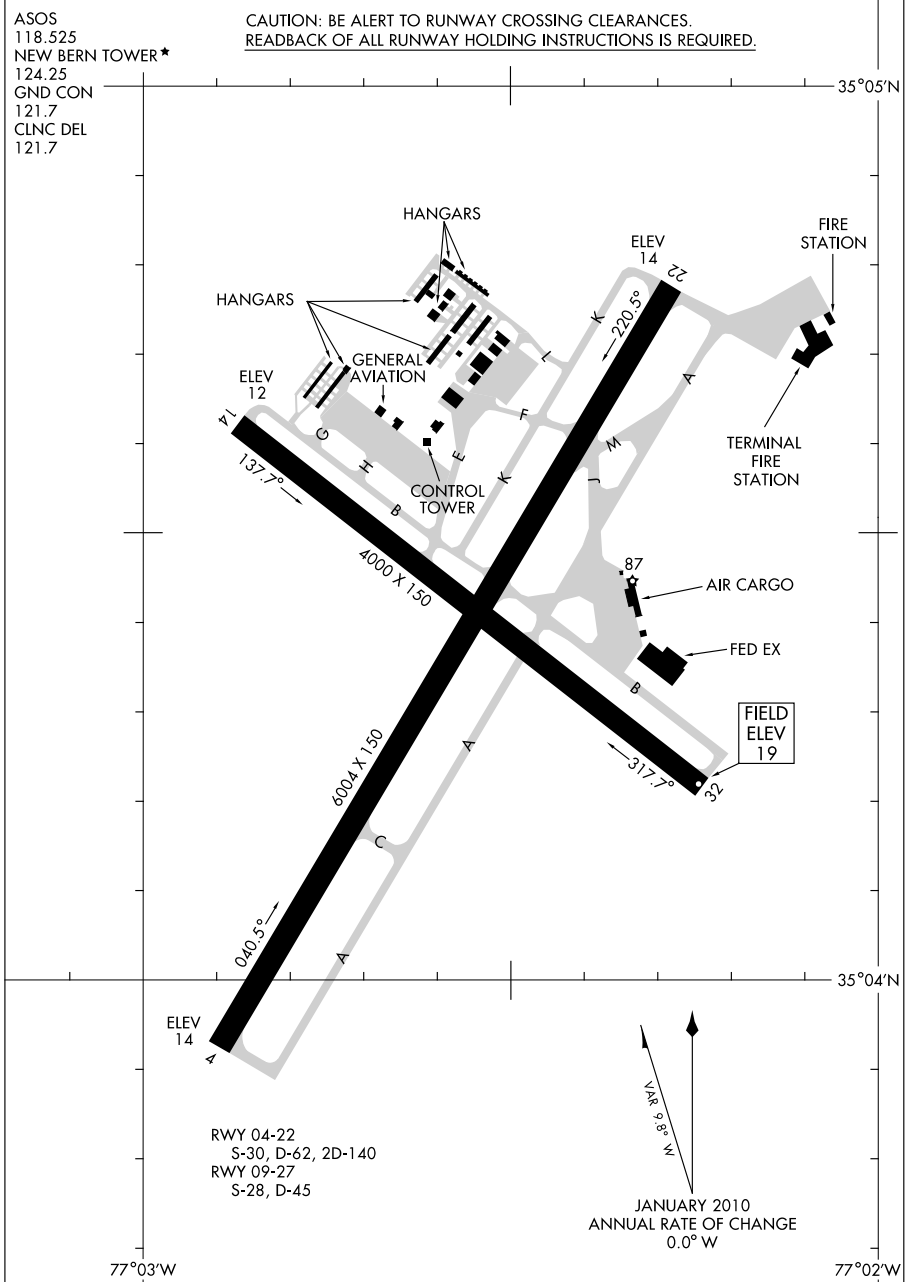 ASOS
118.525
NEW BERN TOWER★
124.25
GND CON
121.7
CLNC DEL
121.7
CAUTION: BE ALERT TO RUNWAY CROSSING CLEARANCES.
READBACK OF ALL RUNWAY HOLDING INSTRUCTIONS IS REQUIRED.
35°05'N
HANGARS
FIRE
STATION
ELEV
14
22
HANGARS
K
220.5°
L
GENERAL
AVIATION
A
ELEV
12
14
F
G
M
TERMINAL
FIRE
STATION
E
137.7°
H
K
J
CONTROL
TOWER
B
4000 X 150
87
AIR CARGO
FED EX
B
FIELD
ELEV
19
A
317.7°
32
6004 X 150
C
040.5°
A
35°04'N
ELEV
14
4
VAR 9.8° W
RWY 04-22
S-30, D-62, 2D-140
RWY 09-27
S-28, D-45
JANUARY 2010
ANNUAL RATE OF CHANGE
0.0° W
77°03'W
77°02'W